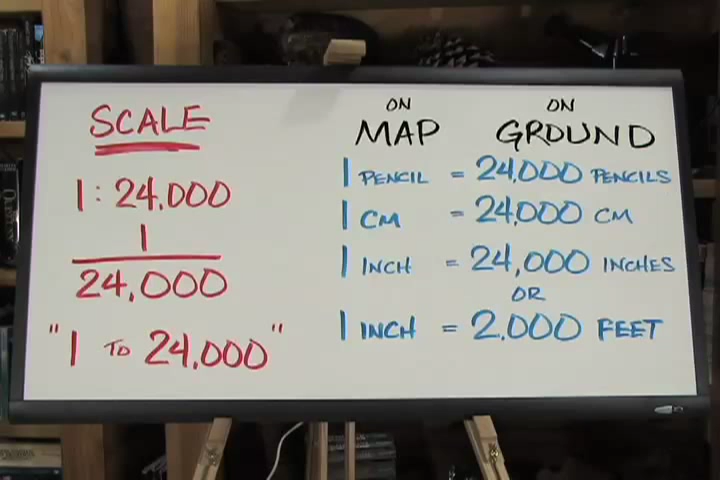 SCALE
1:24,000
1
24,000
"1 TO 24,000"
ON ON
MAP GROUND
1 PENCIL = 24,000 PENCILS
1 CM = 24,000 CM
1 INCH = 24,000 INCHES
OR
1 INCH = 2,000 FEET